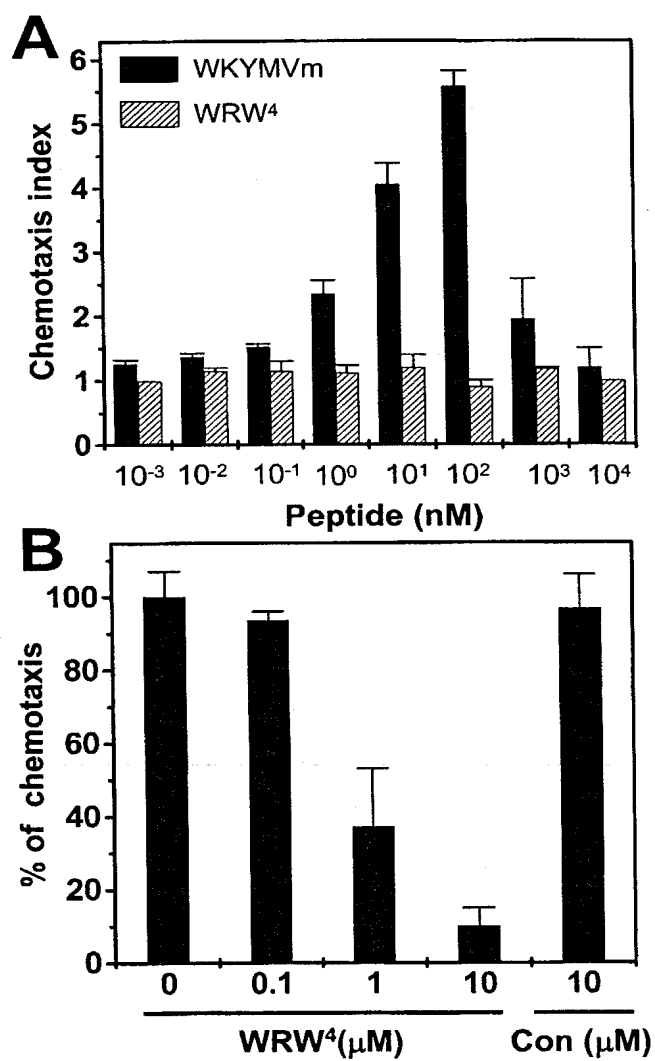 A
WKYMVm
WRW⁴
Chemotaxis index
6
5
4
3
2
1
0
10⁻³ 10⁻² 10⁻¹ 10⁰ 10¹ 10² 10³ 10⁴
Peptide (nM)
B
% of chemotaxis
100
80
60
40
20
0
0 0.1 1 10 10
WRW⁴(μM) Con (μM)